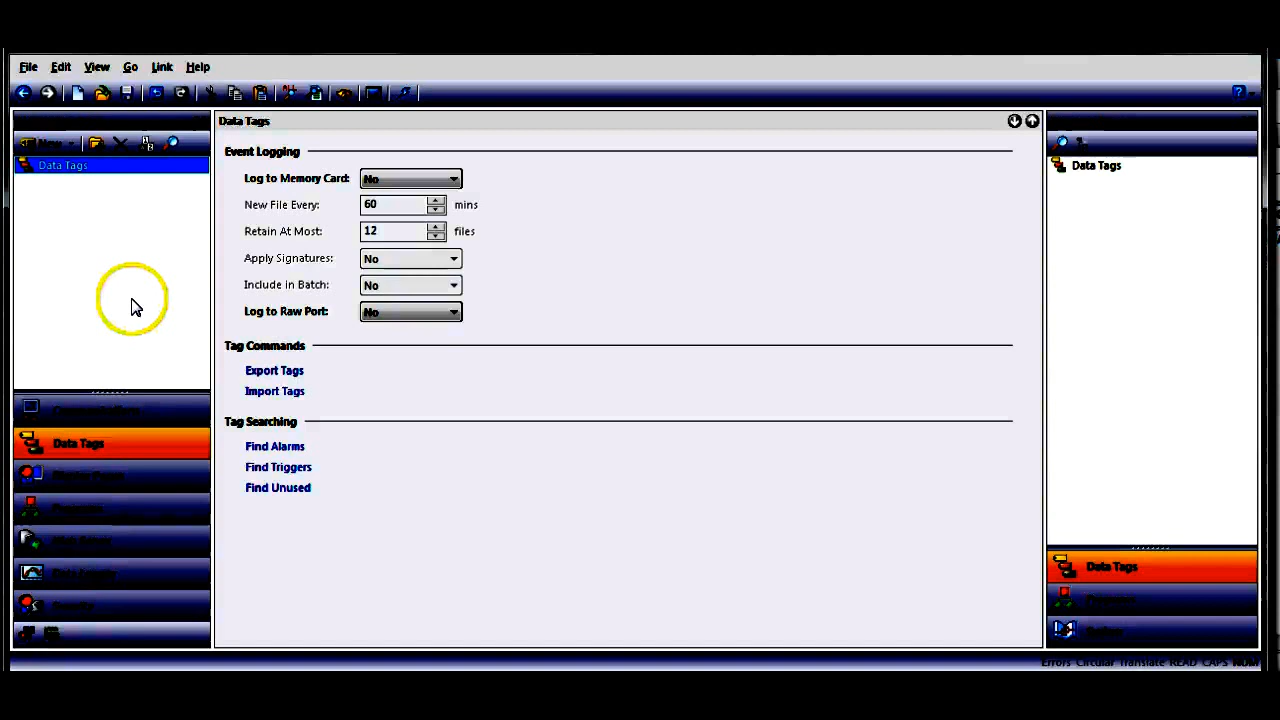 File Edit View Go Link Help
New
Data Tags
Data Tags
Event Logging
Log to Memory Card: No
New File Every: 60 mins
Retain At Most: 12 files
Apply Signatures: No
Include in Batch: No
Log to Raw Port: No
Tag Commands
Export Tags
Import Tags
Tag Searching
Find Alarms
Find Triggers
Find Unused
Data Tags
Data Tags
Data Tags
Errors Circular Translate READ CAPS NUM